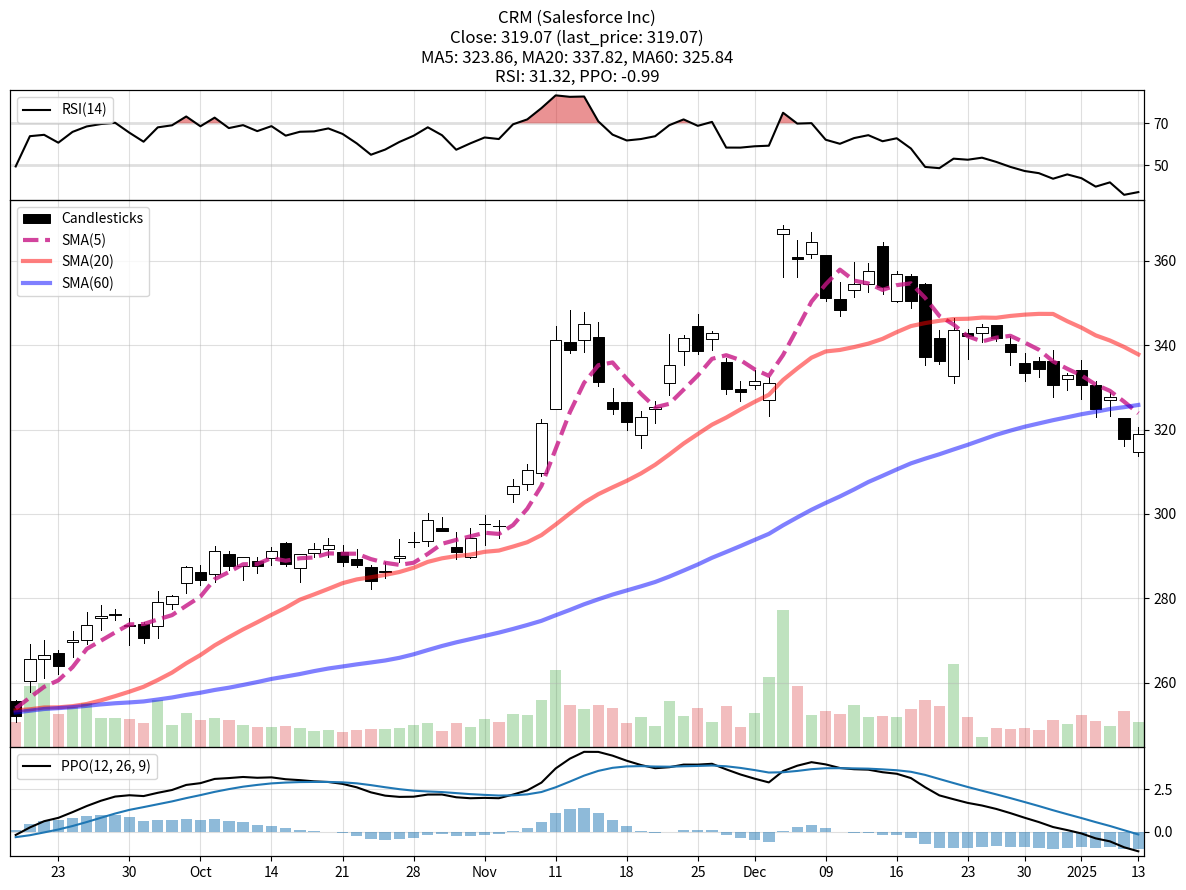 CRM (Salesforce Inc)
Close: 319.07 (last_price: 319.07)
MA5: 323.86, MA20: 337.82, MA60: 325.84
RSI: 31.32, PPO: -0.99
RSI(14)
70
50
Candlesticks
SMA(5)
SMA(20)
SMA(60)
360
340
320
300
280
260
PPO(12, 26, 9)
2.5
0.0
23 30 Oct 14 21 28 Nov 11 18 25 Dec 09 16 23 30 2025 13